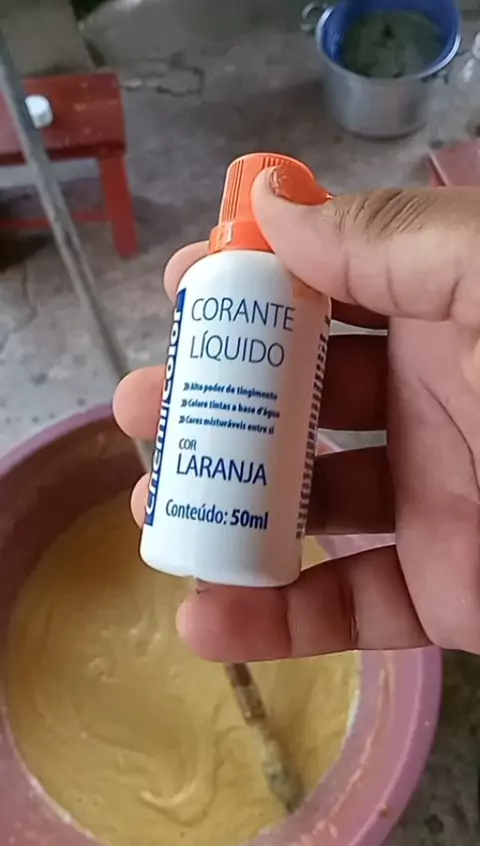 ChemiColor
CORANTE
LÍQUIDO
» Alto poder de tingimento
» Colore tintas a base d'água
» Cores misturáveis entre si
COR
LARANJA
Conteúdo: 50ml